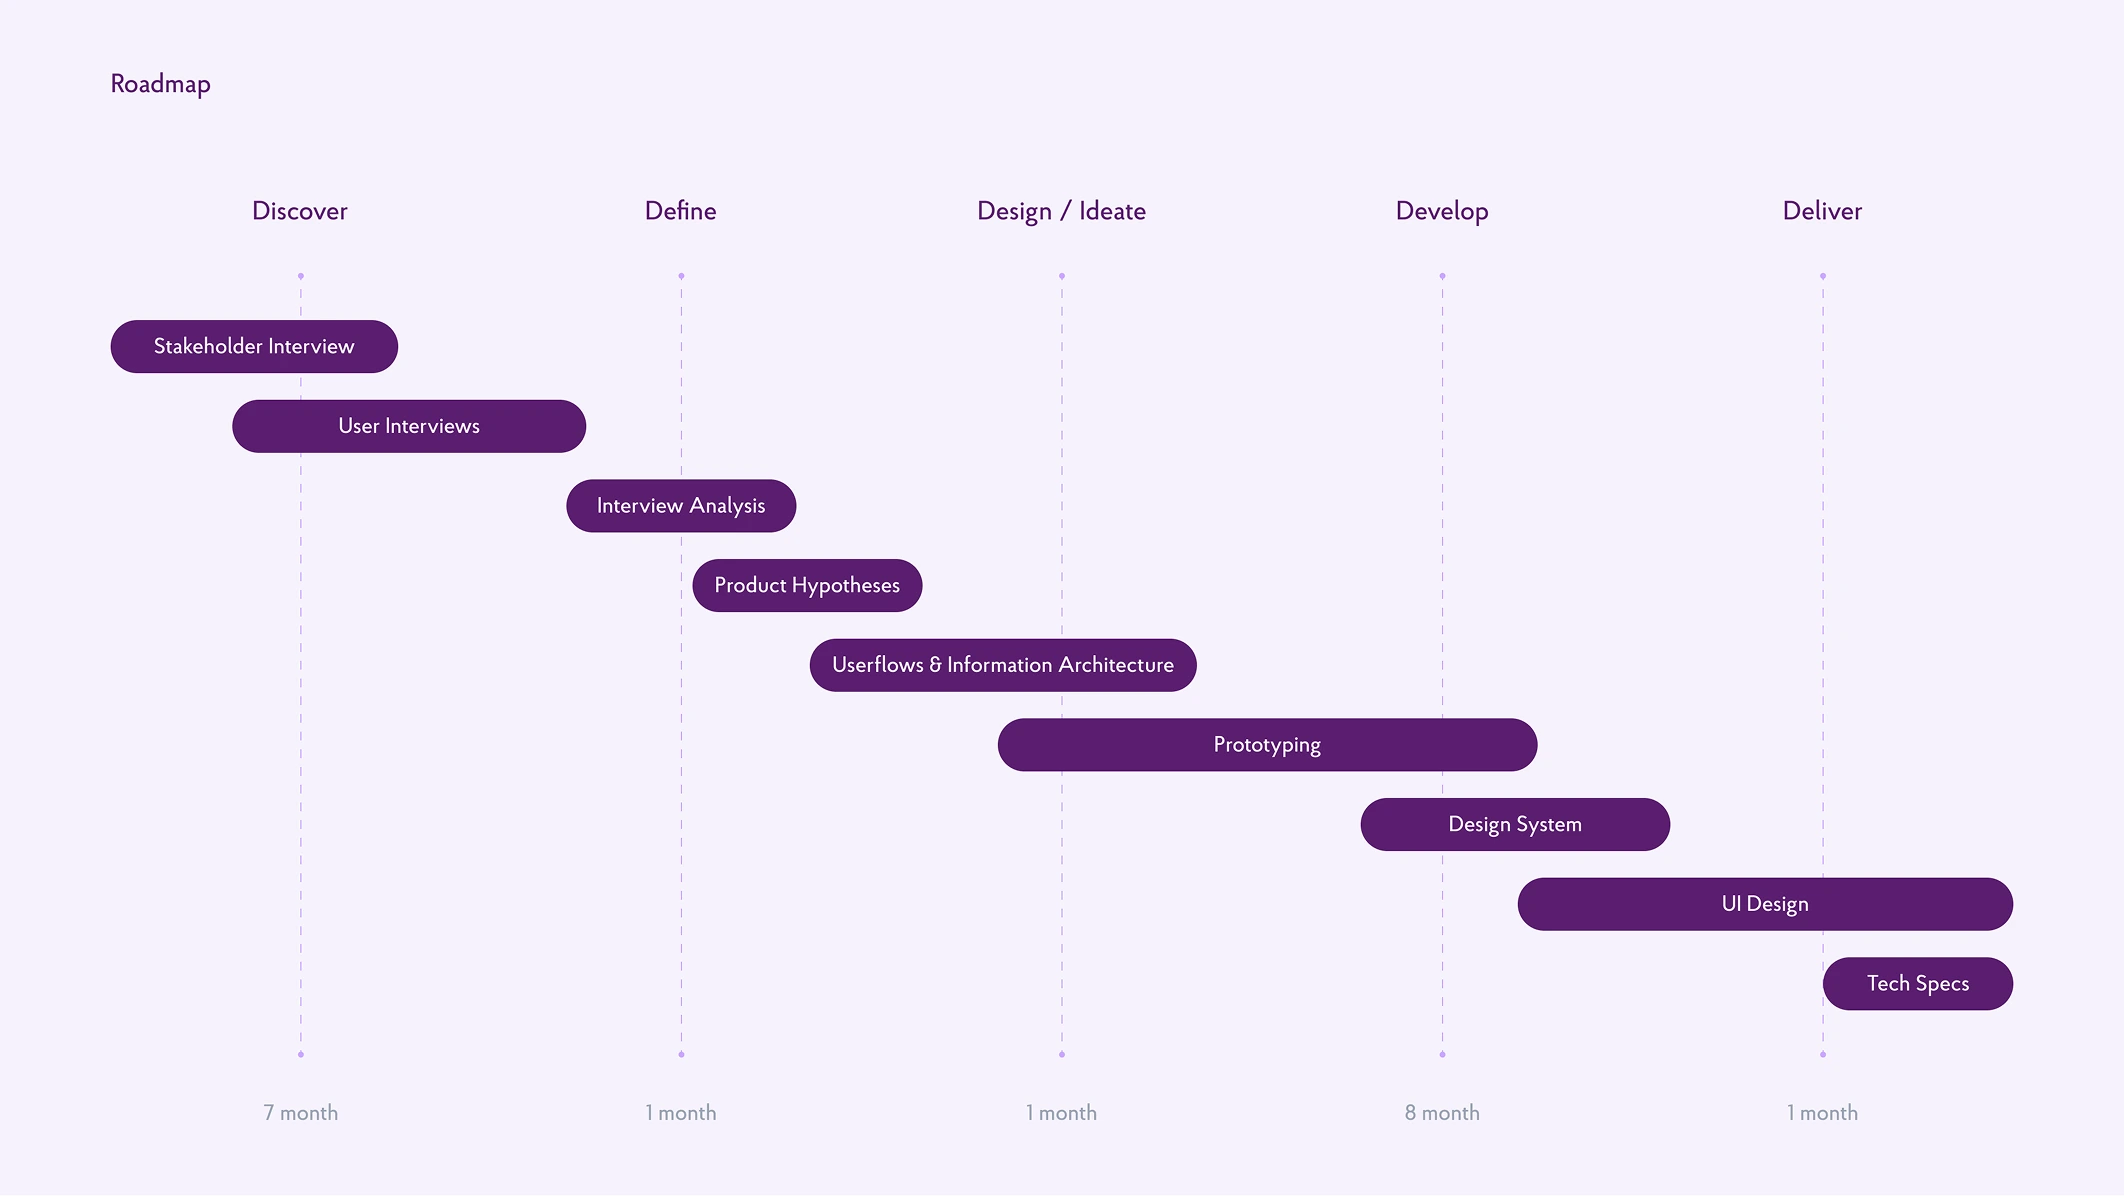 Roadmap
Discover
Define
Design / Ideate
Develop
Deliver
Stakeholder Interview
User Interviews
Interview Analysis
Product Hypotheses
Userflows & Information Architecture
Prototyping
Design System
UI Design
Tech Specs
7 month
1 month
1 month
8 month
1 month